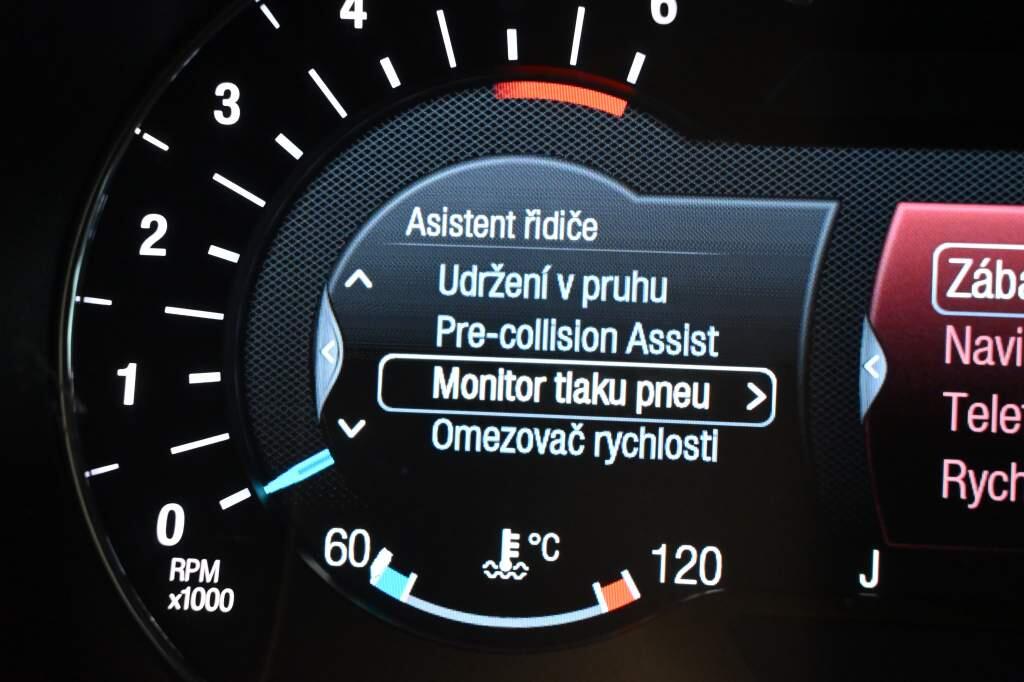 4
6
3
2
1
0
RPM
x1000
Asistent řidiče
Udržení v pruhu
Pre-collision Assist
Monitor tlaku pneu
Omezovač rychlosti
60
°C
120
J